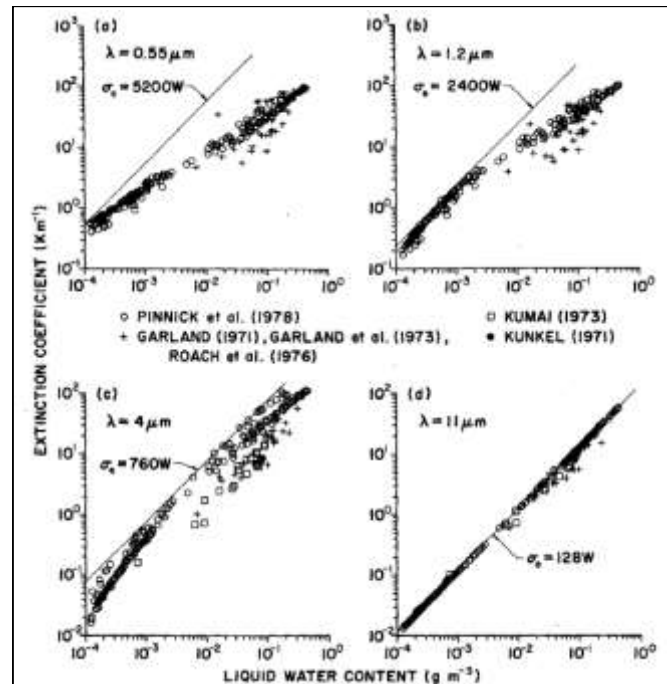 (a)
λ = 0.55 μm
σe = 5200W
10³
10²
10¹
10⁰
10⁻¹
10⁻⁴ 10⁻³ 10⁻² 10⁻¹ 10⁰
(b)
λ = 1.2 μm
σe = 2400W
10³
10²
10¹
10⁰
10⁻¹
10⁻⁴ 10⁻³ 10⁻² 10⁻¹ 10⁰
EXTINCTION COEFFICIENT (Km⁻¹)
○ PINNICK et al. (1978) □ KUMAI (1973)
+ GARLAND (1971), GARLAND et al. (1973), ● KUNKEL (1971)
ROACH et al. (1976)
(c)
λ = 4 μm
σe = 760W
10²
10¹
10⁰
10⁻¹
10⁻²
10⁻⁴ 10⁻³ 10⁻² 10⁻¹ 10⁰
(d)
λ = 11 μm
σe = 128W
10²
10¹
10⁰
10⁻¹
10⁻²
10⁻⁴ 10⁻³ 10⁻² 10⁻¹ 10⁰
LIQUID WATER CONTENT (g m⁻³)